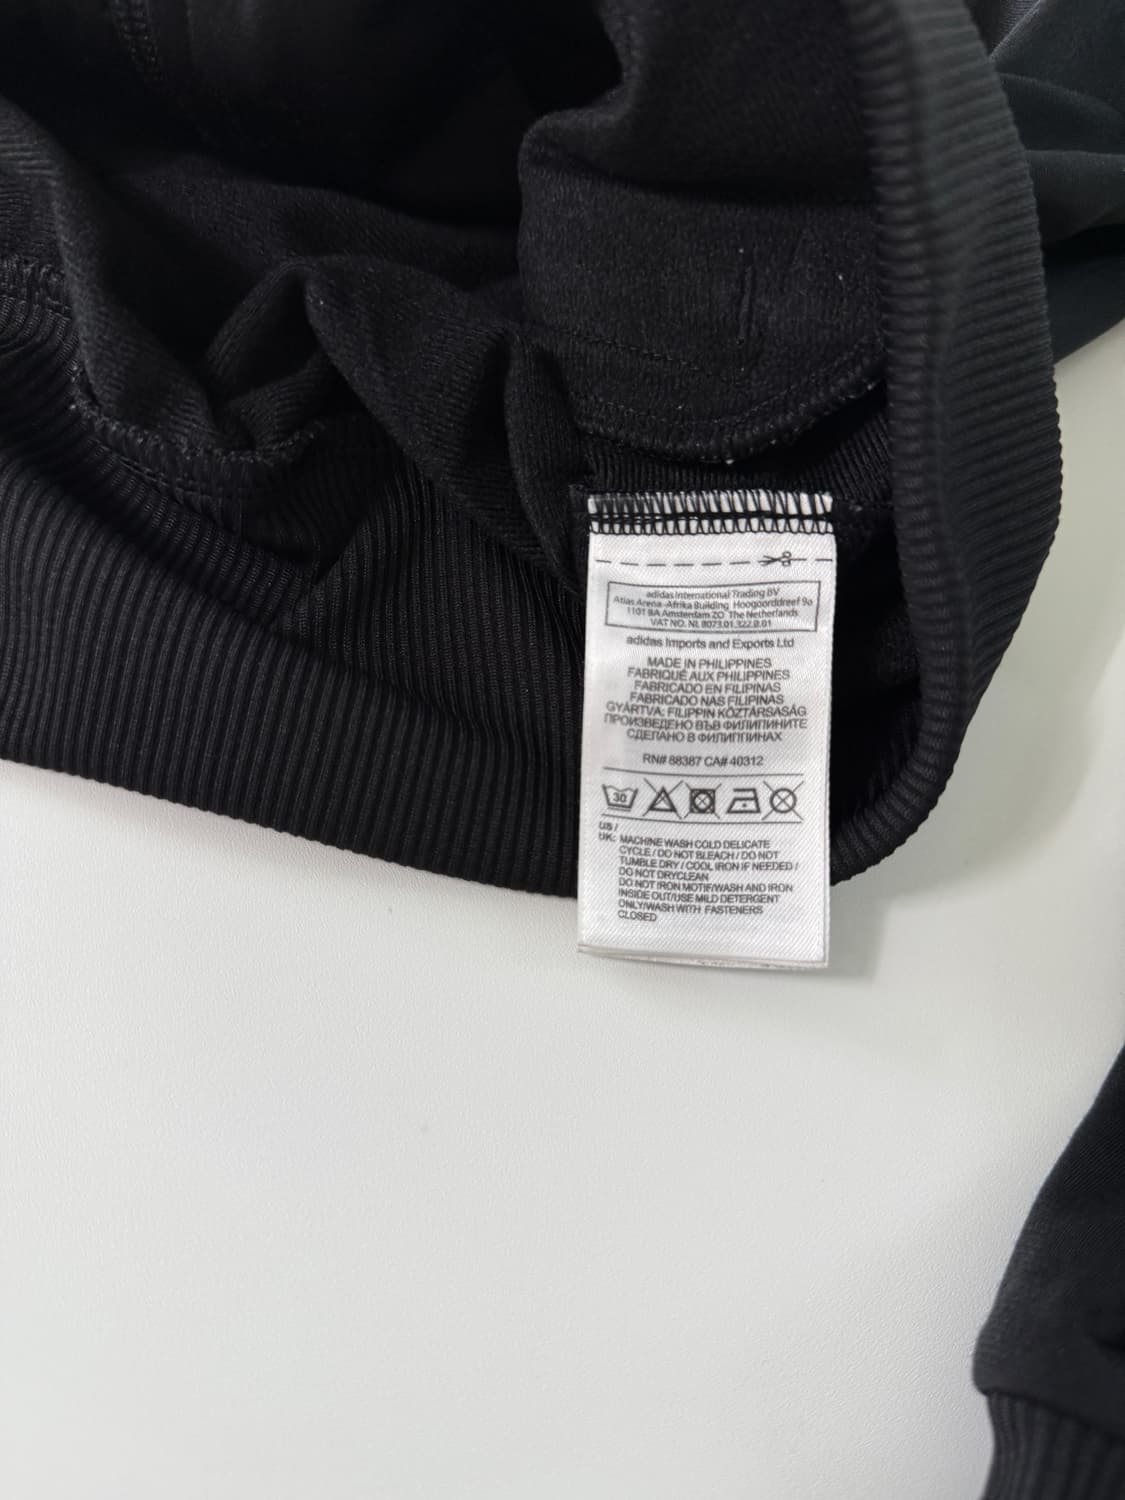 adidas International Trading BV
Atlas Arena -Afrika Building Hoogoorddreef 9a
1101 BA Amsterdam ZO The Netherlands
VAT NO. NL 8073.01.322.B.01
adidas Imports and Exports Ltd
MADE IN PHILIPPINES
FABRIQUÉ AUX PHILIPPINES
FABRICADO EN FILIPINAS
FABRICADO NAS FILIPINAS
GYÁRTVA: FILIPPIN KÖZTÁRSASÁG
ПРОИЗВЕДЕНО ВЪВ ФИЛИПИНИТЕ
СДЕЛАНО В ФИЛИППИНАХ
RN# 88387 CA# 40312
30
US /
UK: MACHINE WASH COLD DELICATE
CYCLE / DO NOT BLEACH / DO NOT
TUMBLE DRY / COOL IRON IF NEEDED /
DO NOT DRYCLEAN
DO NOT IRON MOTIF/WASH AND IRON
INSIDE OUT/USE MILD DETERGENT
ONLY/WASH WITH FASTENERS
CLOSED